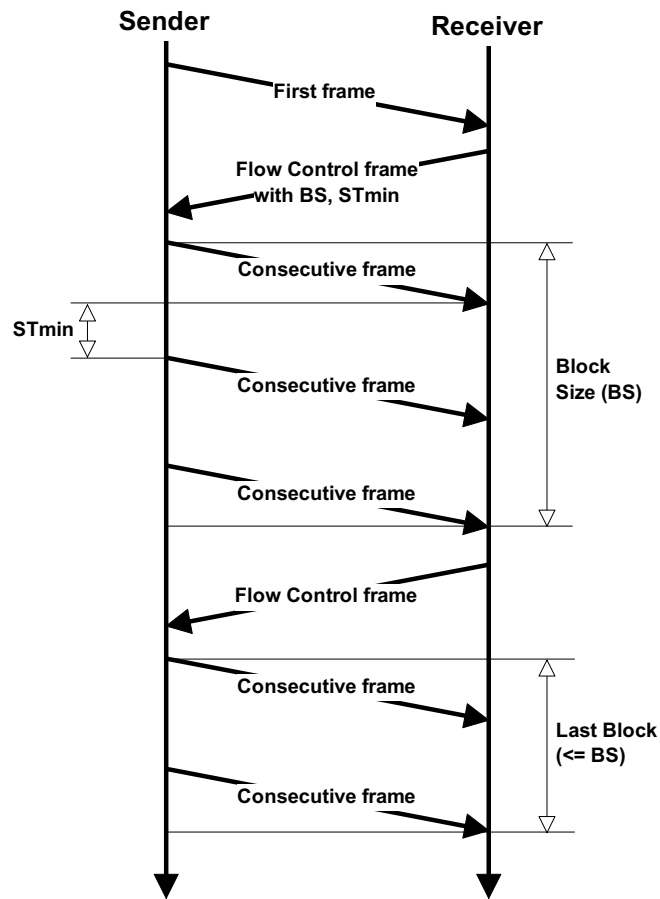 Sender
Receiver
First frame
Flow Control frame
with BS, STmin
Consecutive frame
STmin
Block
Size (BS)
Consecutive frame
Consecutive frame
Flow Control frame
Consecutive frame
Last Block
(<= BS)
Consecutive frame